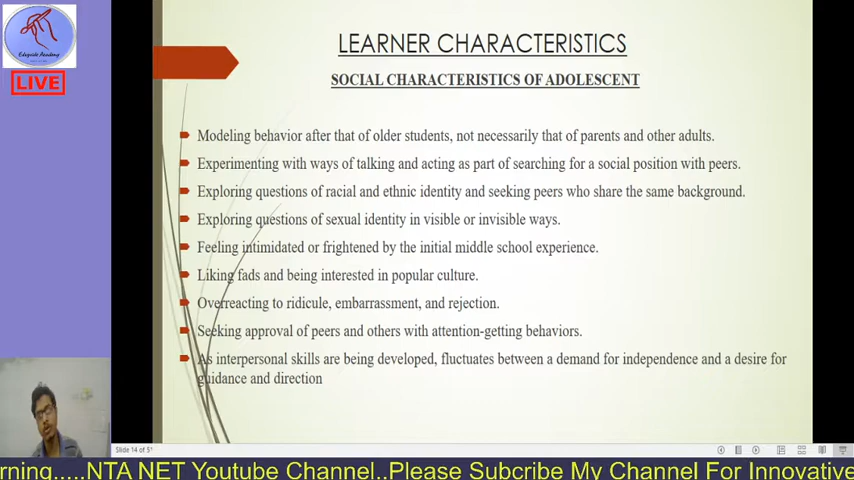 LEARNER CHARACTERISTICS
SOCIAL CHARACTERISTICS OF ADOLESCENT
LIVE
Modeling behavior after that of older students, not necessarily that of parents and other adults.
Experimenting with ways of talking and acting as part of searching for a social position with peers.
Exploring questions of racial and ethnic identity and seeking peers who share the same background.
Exploring questions of sexual identity in visible or invisible ways.
Feeling intimidated or frightened by the initial middle school experience.
Liking fads and being interested in popular culture.
Overreacting to ridicule, embarrassment, and rejection.
Seeking approval of peers and others with attention-getting behaviors.
As interpersonal skills are being developed, fluctuates between a demand for independence and a desire for
guidance and direction
Slide 14 of 5
rning.....NTA NET Youtube Channel..Please Subcribe My Channel For Innovative